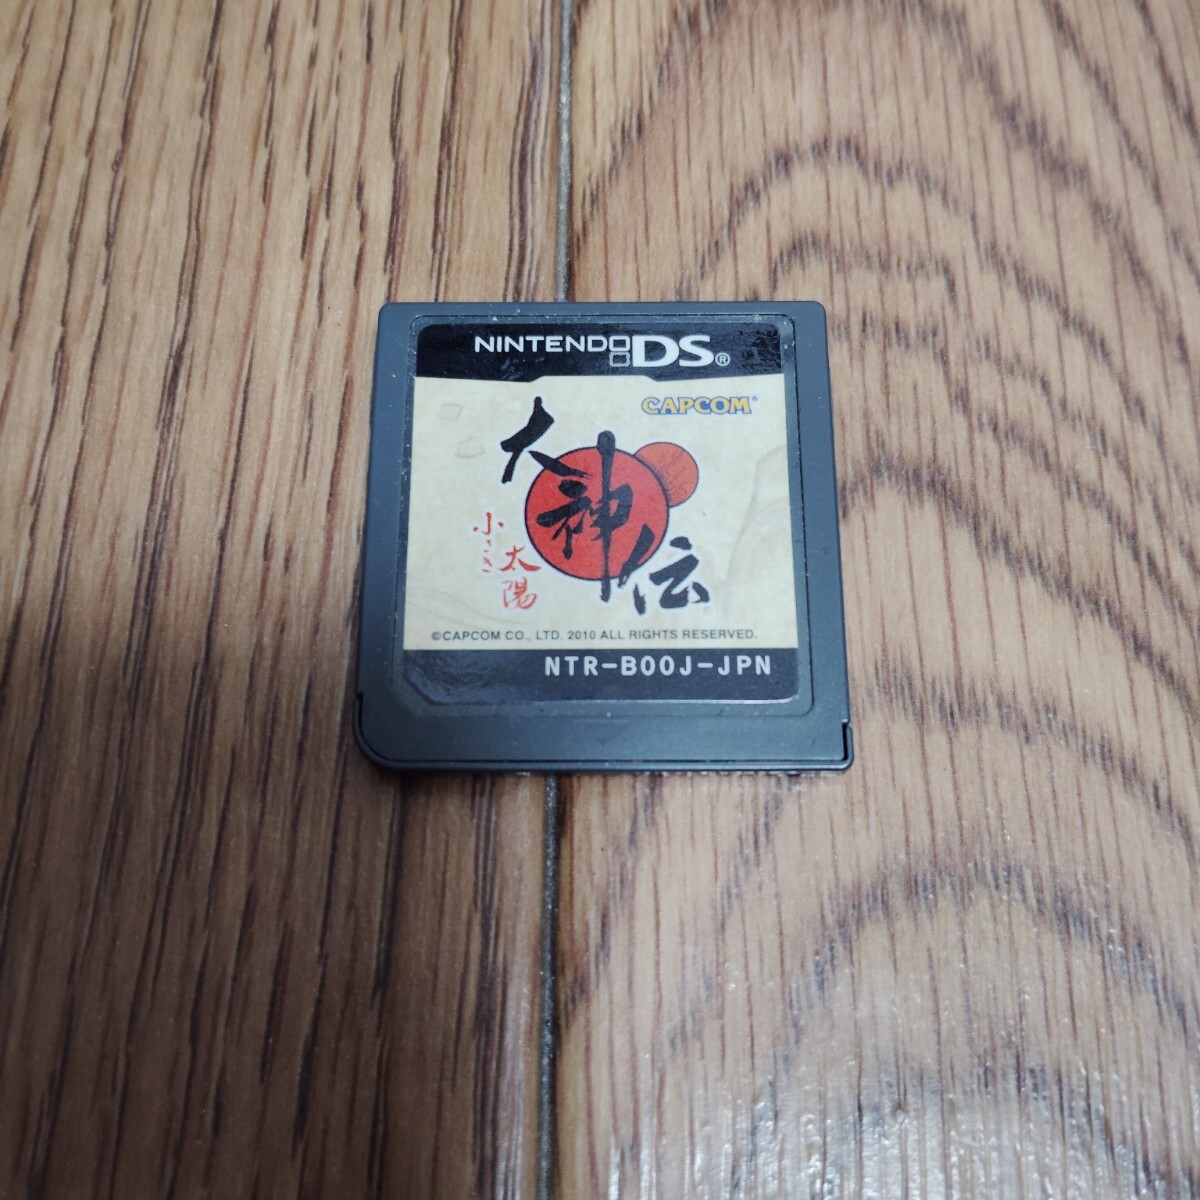 NINTENDO DS®
CAPCOM®
大神伝
小さき太陽
©CAPCOM CO., LTD. 2010 ALL RIGHTS RESERVED.
NTR-BOOJ-JPN